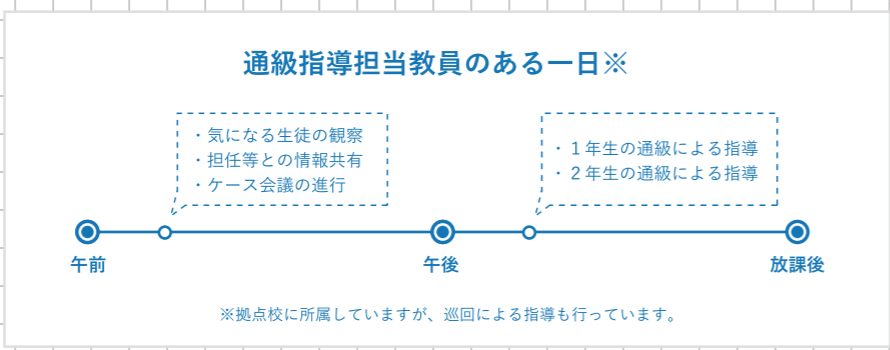 通級指導担当教員のある一日※
・気になる生徒の観察
・担任等との情報共有
・ケース会議の進行
・１年生の通級による指導
・２年生の通級による指導
午前
午後
放課後
※拠点校に所属していますが、巡回による指導も行っています。